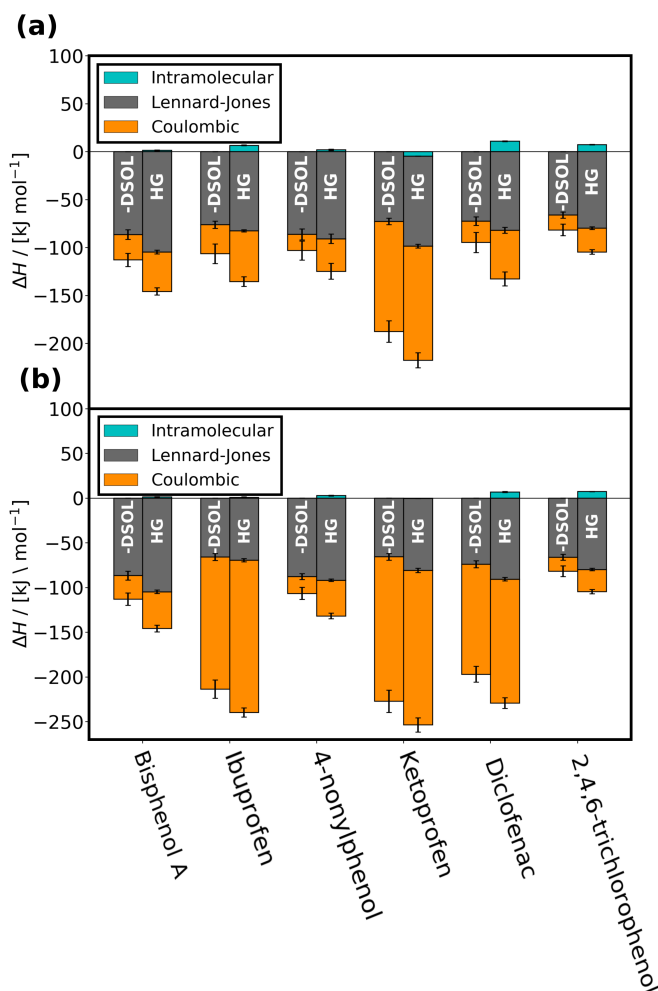 (a)
100
50
0
−50
−100
−150
−200
ΔH / [kJ mol⁻¹]
Intramolecular
Lennard-Jones
Coulombic
-DSOL HG -DSOL HG -DSOL HG -DSOL HG -DSOL HG -DSOL HG
(b)
100
50
0
−50
−100
−150
−200
−250
ΔH / [kJ \ mol⁻¹]
Intramolecular
Lennard-Jones
Coulombic
-DSOL HG -DSOL HG -DSOL HG -DSOL HG -DSOL HG -DSOL HG
Bisphenol A
Ibuprofen
4-nonylphenol
Ketoprofen
Diclofenac
2,4,6-trichlorophenol